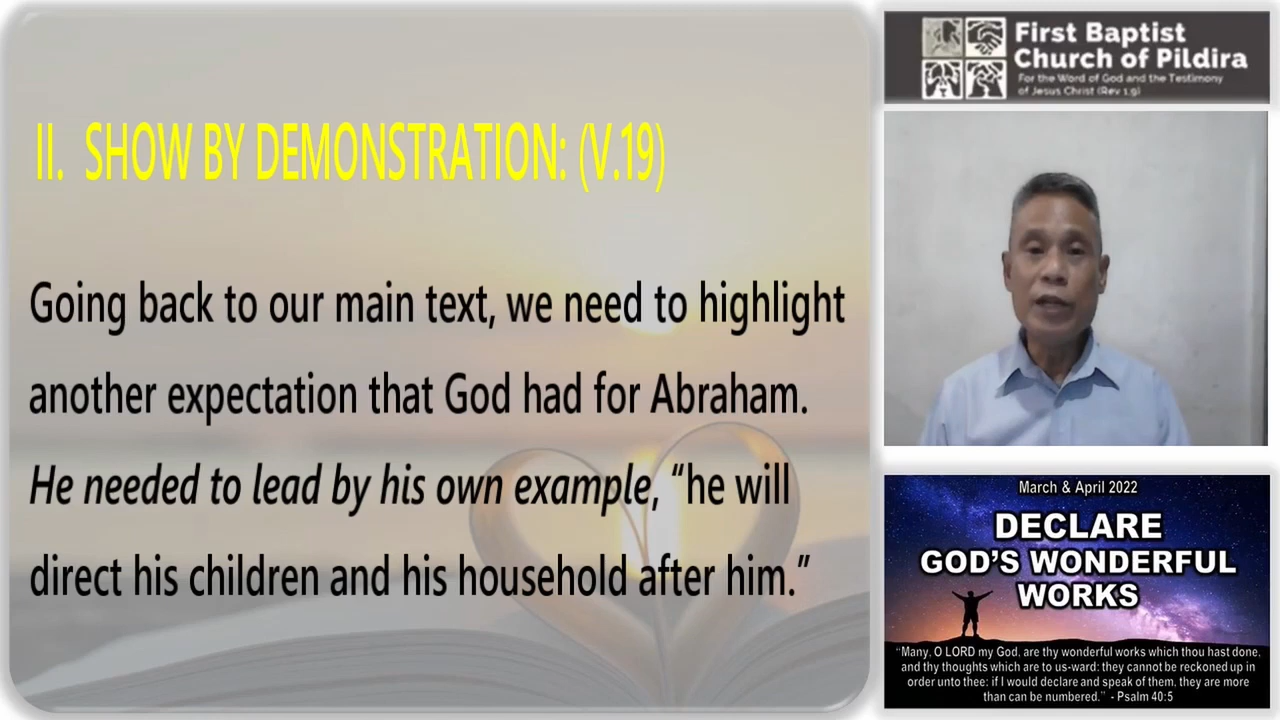 II. SHOW BY DEMONSTRATION: (V.19)
Going back to our main text, we need to highlight
another expectation that God had for Abraham.
He needed to lead by his own example, “he will
direct his children and his household after him.”
First Baptist
Church of Pildira
For the Word of God and the Testimony
of Jesus Christ (Rev 1:9)
March & April 2022
DECLARE
GOD'S WONDERFUL
WORKS
“Many, O LORD my God, are thy wonderful works which thou hast done,
and thy thoughts which are to us-ward: they cannot be reckoned up in
order unto thee: if I would declare and speak of them, they are more
than can be numbered.” - Psalm 40:5